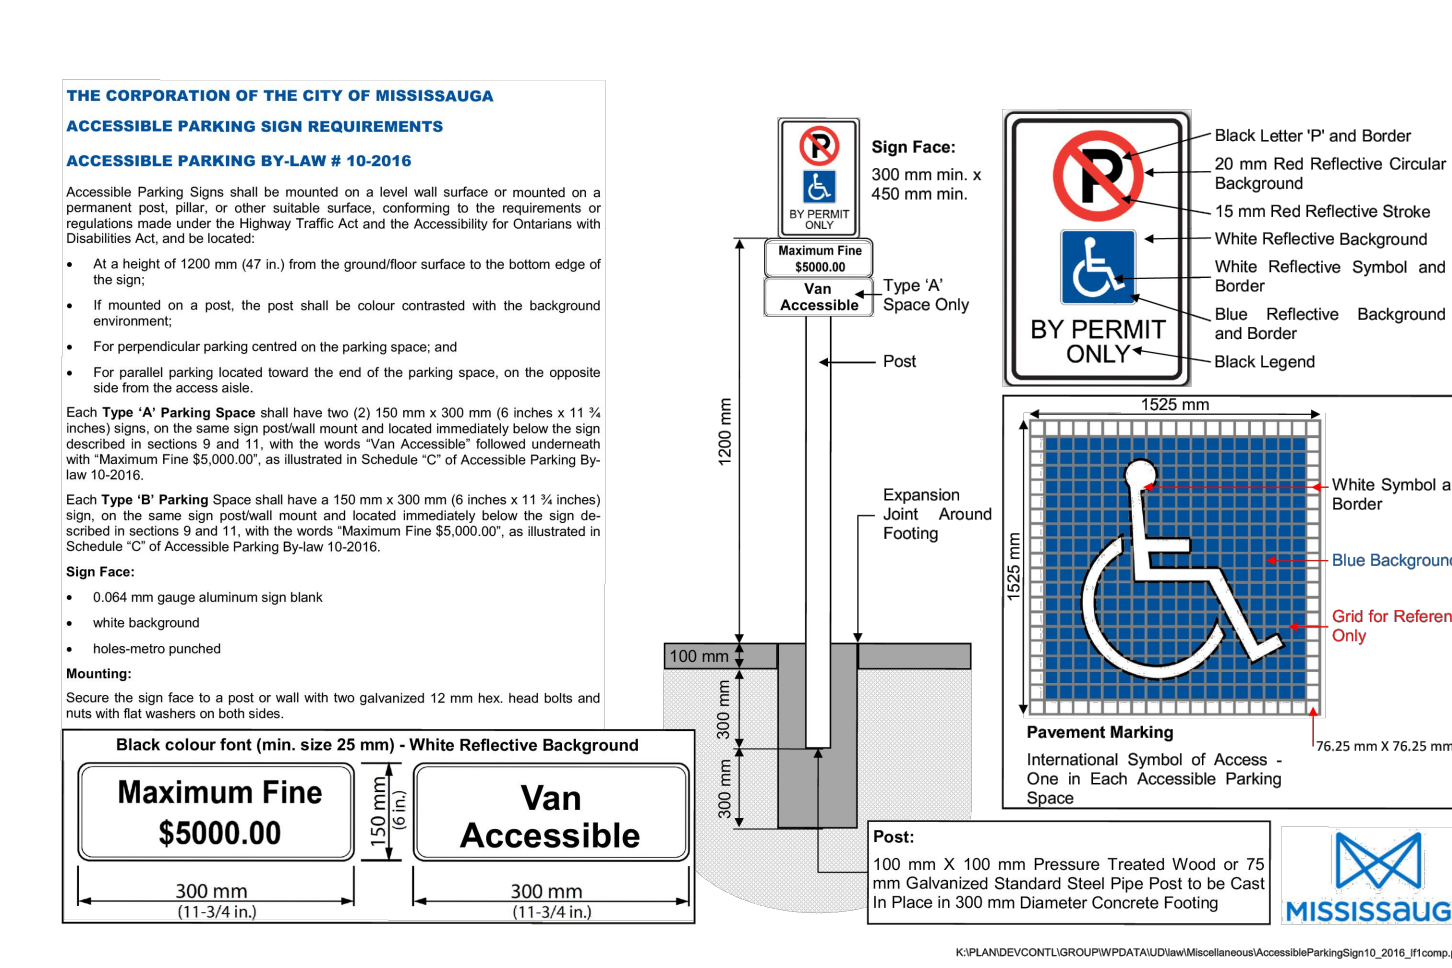 THE CORPORATION OF THE CITY OF MISSISSAUGA
ACCESSIBLE PARKING SIGN REQUIREMENTS
ACCESSIBLE PARKING BY-LAW # 10-2016
Accessible Parking Signs shall be mounted on a level wall surface or mounted on a
permanent post, pillar, or other suitable surface, conforming to the requirements or
regulations made under the Highway Traffic Act and the Accessibility for Ontarians with
Disabilities Act, and be located:
• At a height of 1200 mm (47 in.) from the ground/floor surface to the bottom edge of
the sign;
• If mounted on a post, the post shall be colour contrasted with the background
environment;
• For perpendicular parking centred on the parking space; and
• For parallel parking located toward the end of the parking space, on the opposite
side from the access aisle.
Each Type ‘A’ Parking Space shall have two (2) 150 mm x 300 mm (6 inches x 11 ¾
inches) signs, on the same sign post/wall mount and located immediately below the sign
described in sections 9 and 11, with the words “Van Accessible” followed underneath
with “Maximum Fine $5,000.00”, as illustrated in Schedule “C” of Accessible Parking By-
law 10-2016.
Each Type ‘B’ Parking Space shall have a 150 mm x 300 mm (6 inches x 11 ¾ inches)
sign, on the same sign post/wall mount and located immediately below the sign de-
scribed in sections 9 and 11, with the words “Maximum Fine $5,000.00”, as illustrated in
Schedule “C” of Accessible Parking By-law 10-2016.
Sign Face:
• 0.064 mm gauge aluminum sign blank
• white background
• holes-metro punched
Mounting:
Secure the sign face to a post or wall with two galvanized 12 mm hex. head bolts and
nuts with flat washers on both sides.
Black colour font (min. size 25 mm) - White Reflective Background
Maximum Fine
$5000.00
150 mm
(6 in.)
Van
Accessible
300 mm
(11-3/4 in.)
300 mm
(11-3/4 in.)
P
BY PERMIT
ONLY
Maximum Fine
$5000.00
Van
Accessible
Sign Face:
300 mm min. x
450 mm min.
Type ‘A’
Space Only
Post
1200 mm
Expansion
Joint Around
Footing
100 mm
300 mm
300 mm
Post:
100 mm X 100 mm Pressure Treated Wood or 75
mm Galvanized Standard Steel Pipe Post to be Cast
In Place in 300 mm Diameter Concrete Footing
P
BY PERMIT
ONLY
Black Letter 'P' and Border
20 mm Red Reflective Circular
Background
15 mm Red Reflective Stroke
White Reflective Background
White Reflective Symbol and
Border
Blue Reflective Background
and Border
Black Legend
1525 mm
1525 mm
White Symbol a
Border
Blue Background
Grid for Referen
Only
76.25 mm X 76.25 mm
Pavement Marking
International Symbol of Access -
One in Each Accessible Parking
Space
MISSISSAUG
K:\PLAN\DEVCONTL\GROUP\WPDATA\UD\law\Miscellaneous\AccessibleParkingSign10_2016_lf1comp.p